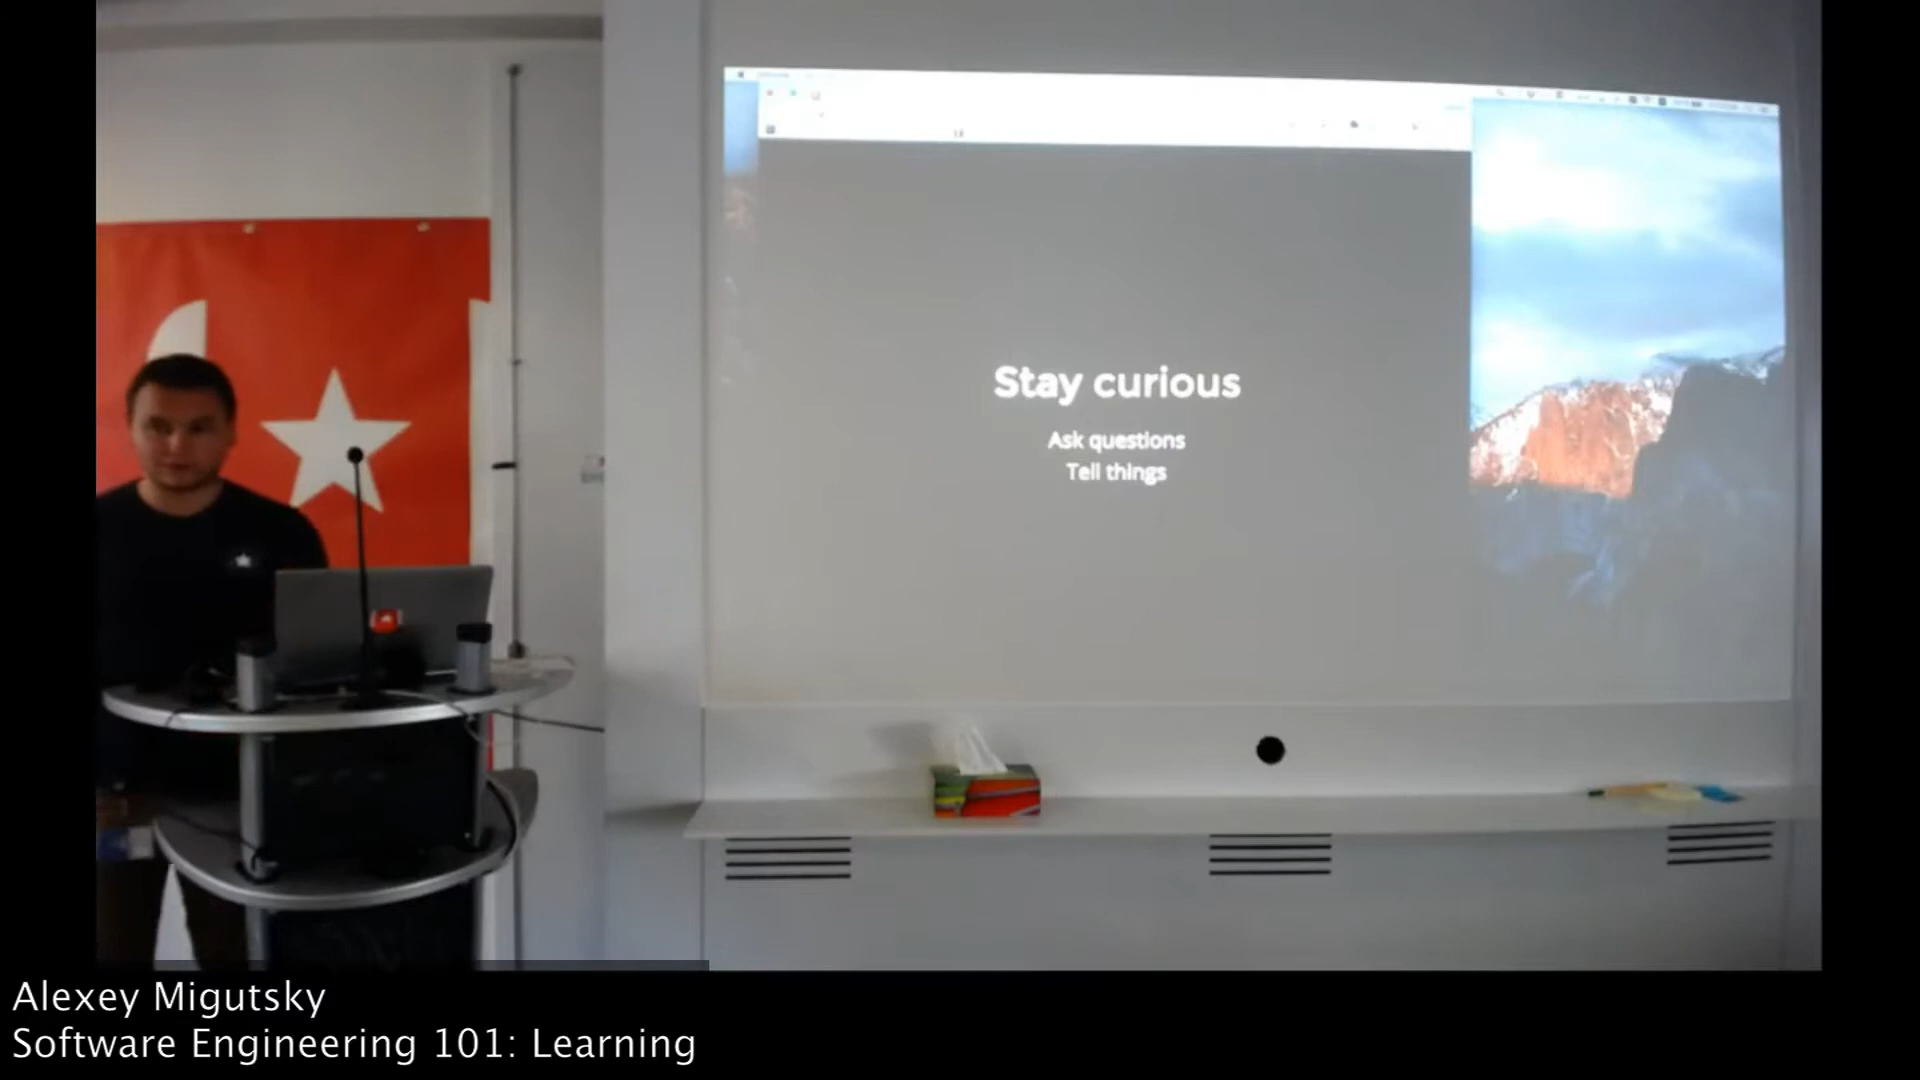 Stay curious
Ask questions
Tell things
Alexey Migutsky
Software Engineering 101: Learning